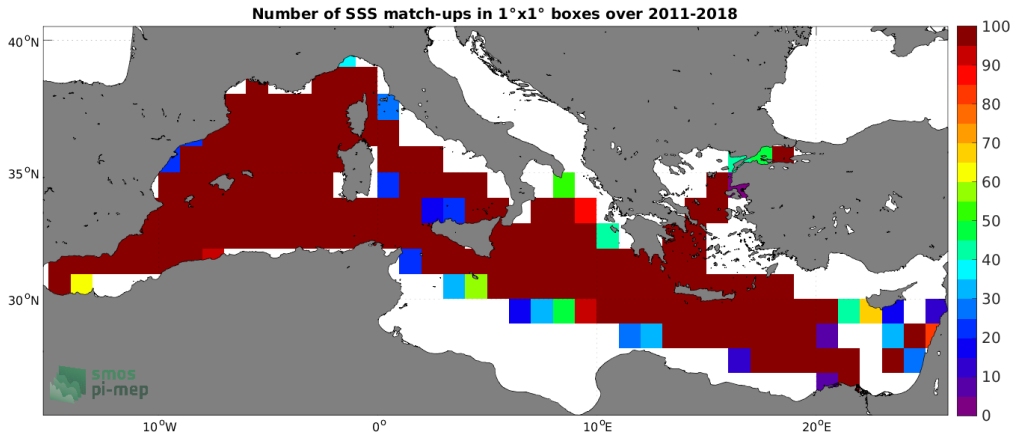 Number of SSS match-ups in 1°x1° boxes over 2011-2018
40°N
35°N
30°N
10°W
0°
10°E
20°E
100
90
80
70
60
50
40
30
20
10
0
smos
pi-mep